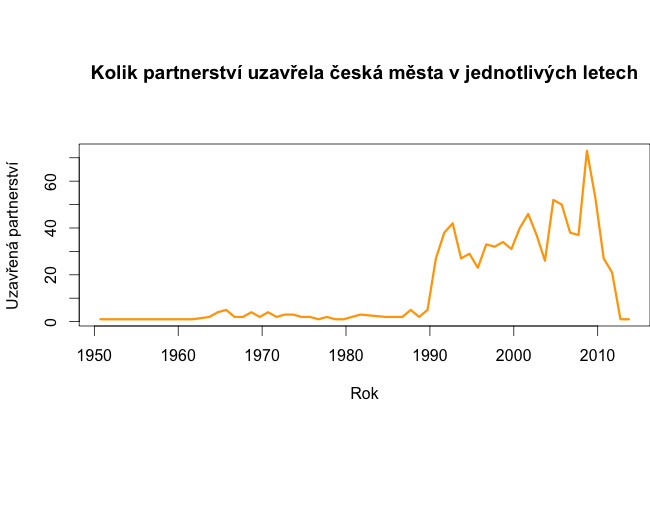 Kolik partnerství uzavřela česká města v jednotlivých letech
Uzavřená partnerství
60
40
20
0
1950 1960 1970 1980 1990 2000 2010
Rok